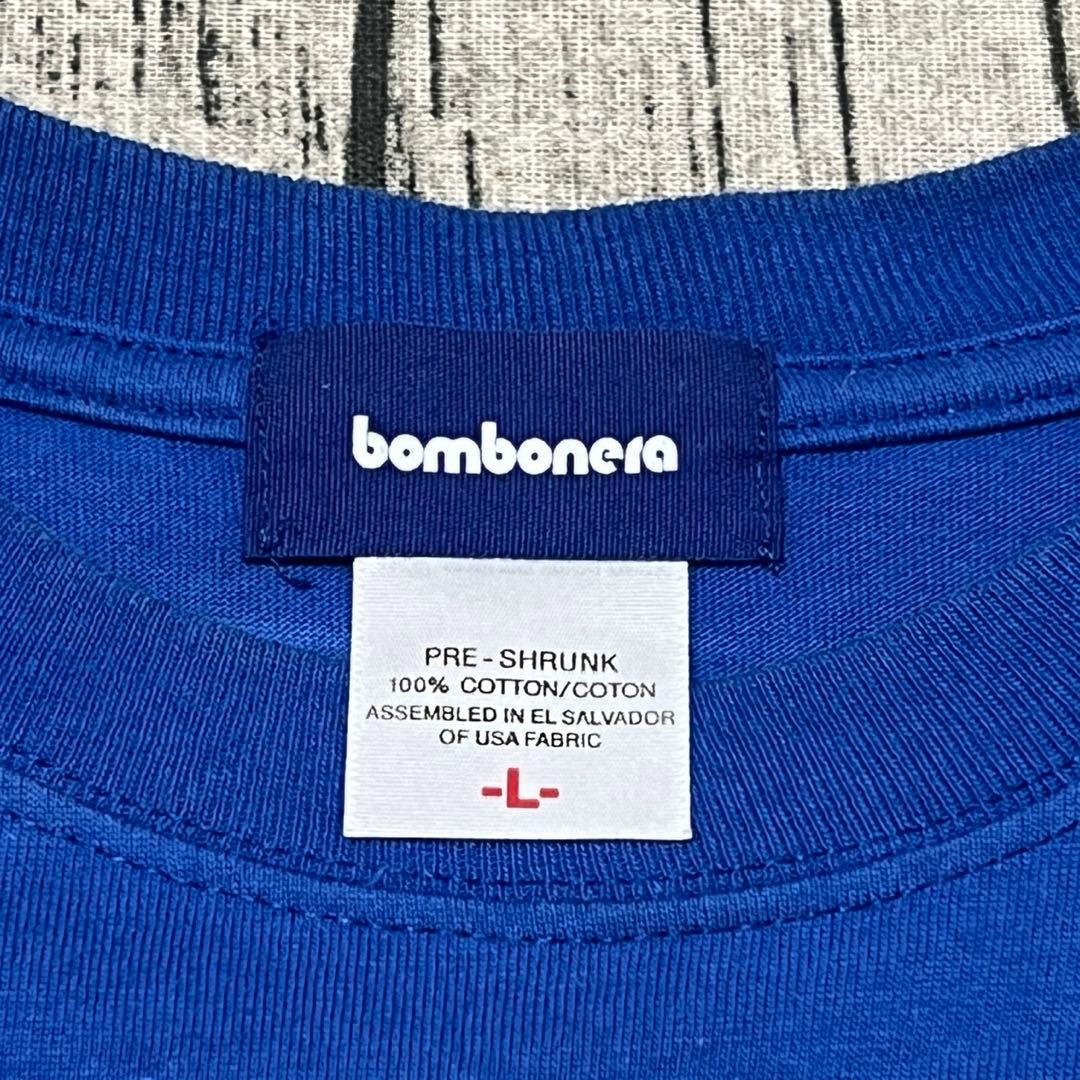 bombonera
PRE-SHRUNK
100% COTTON/COTON
ASSEMBLED IN EL SALVADOR
OF USA FABRIC
-L-